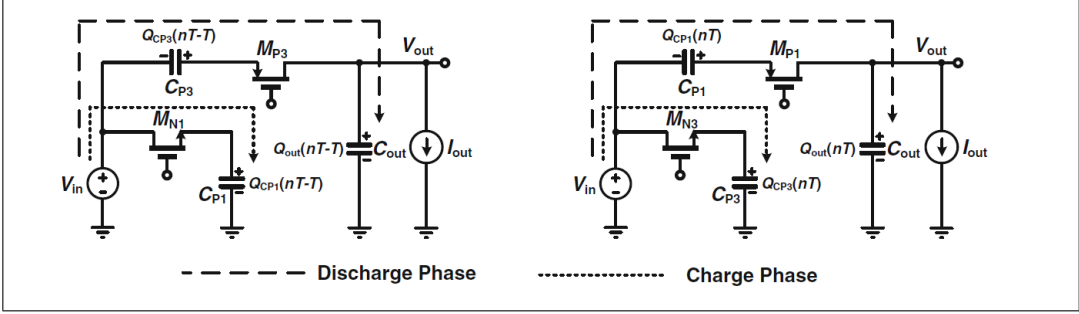 QCP3(nT-T)
MP3
Vout
CP3
MN1
Qout(nT-T)
Cout
Iout
Vin
+
-
CP1
QCP1(nT-T)
QCP1(nT)
MP1
Vout
CP1
MN3
Qout(nT)
Cout
Iout
Vin
+
-
CP3
QCP3(nT)
Discharge Phase
Charge Phase